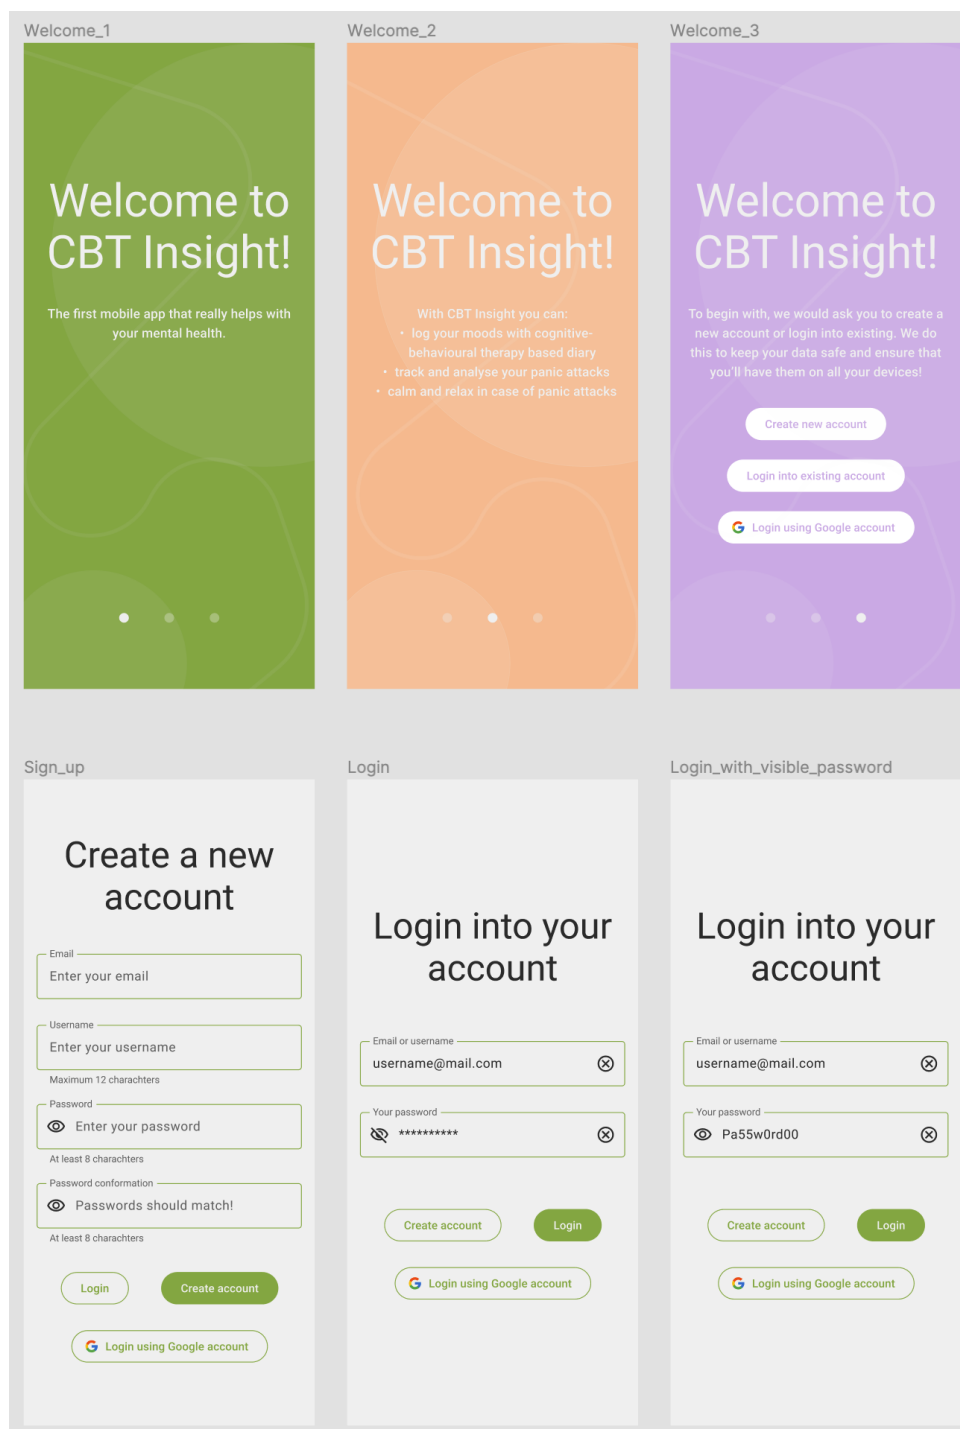 Welcome_1
Welcome to
CBT Insight!
The first mobile app that really helps with
your mental health.
Welcome_2
Welcome to
CBT Insight!
With CBT Insight you can:
• log your moods with cognitive-
behavioural therapy based diary
• track and analyse your panic attacks
• calm and relax in case of panic attacks
Welcome_3
Welcome to
CBT Insight!
To begin with, we would ask you to create a
new account or login into existing. We do
this to keep your data safe and ensure that
you'll have them on all your devices!
Create new account
Login into existing account
Login using Google account
Sign_up
Create a new
account
Email
Enter your email
Username
Enter your username
Maximum 12 charachters
Password
Enter your password
At least 8 charachters
Password conformation
Passwords should match!
At least 8 charachters
Login
Create account
Login using Google account
Login
Login into your
account
Email or username
username@mail.com
Your password
**********
Create account
Login
Login using Google account
Login_with_visible_password
Login into your
account
Email or username
username@mail.com
Your password
Pa55w0rd00
Create account
Login
Login using Google account